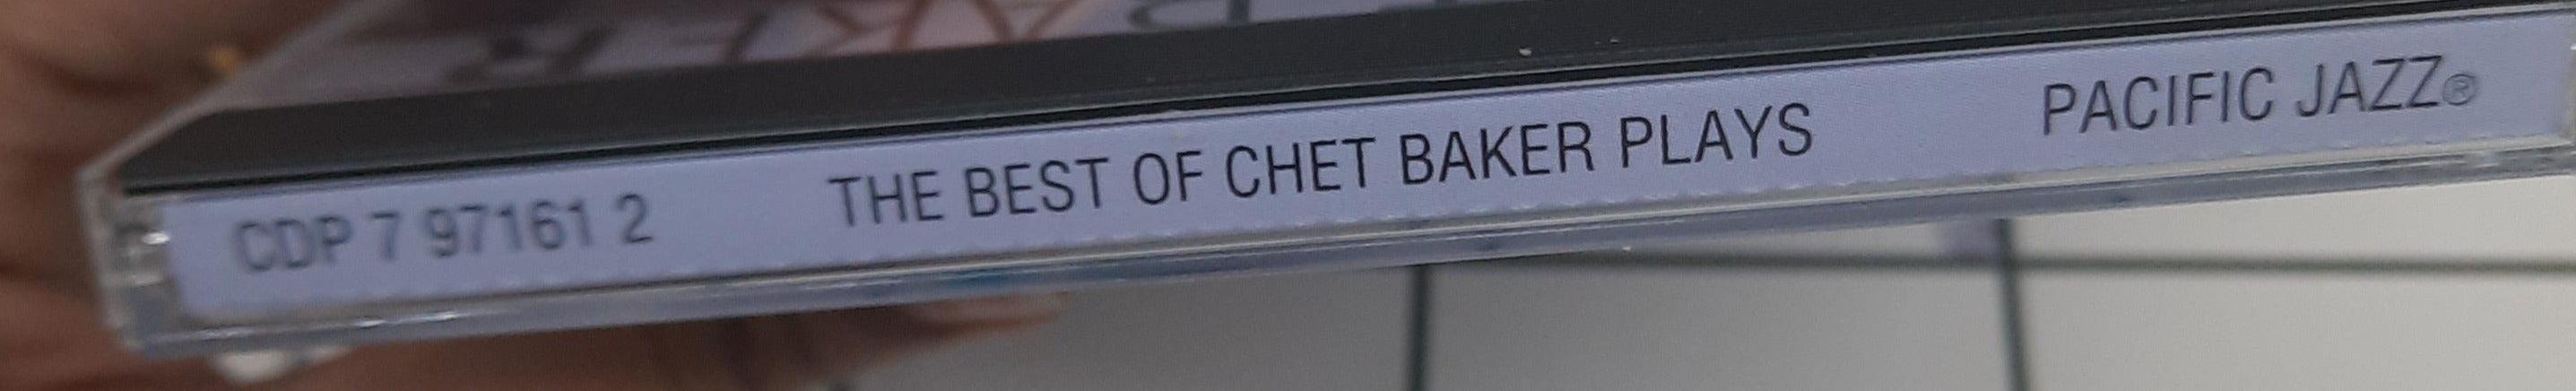 CDP 7 97161 2 THE BEST OF CHET BAKER PLAYS PACIFIC JAZZ®